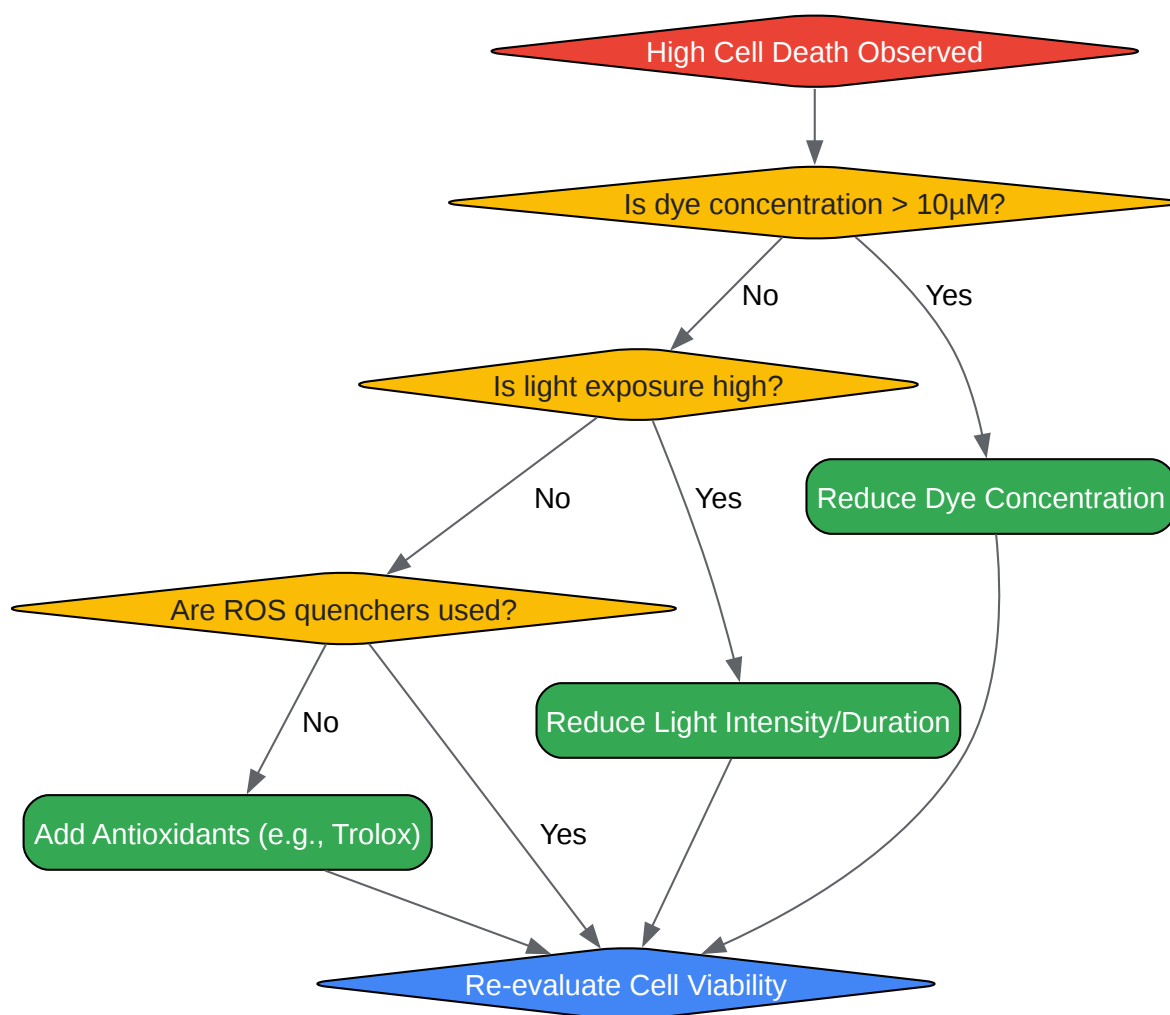 High Cell Death Observed
Is dye concentration > 10µM?
No
Yes
Is light exposure high?
No
Yes
Reduce Dye Concentration
Are ROS quenchers used?
No
Reduce Light Intensity/Duration
Add Antioxidants (e.g., Trolox)
Yes
Re-evaluate Cell Viability